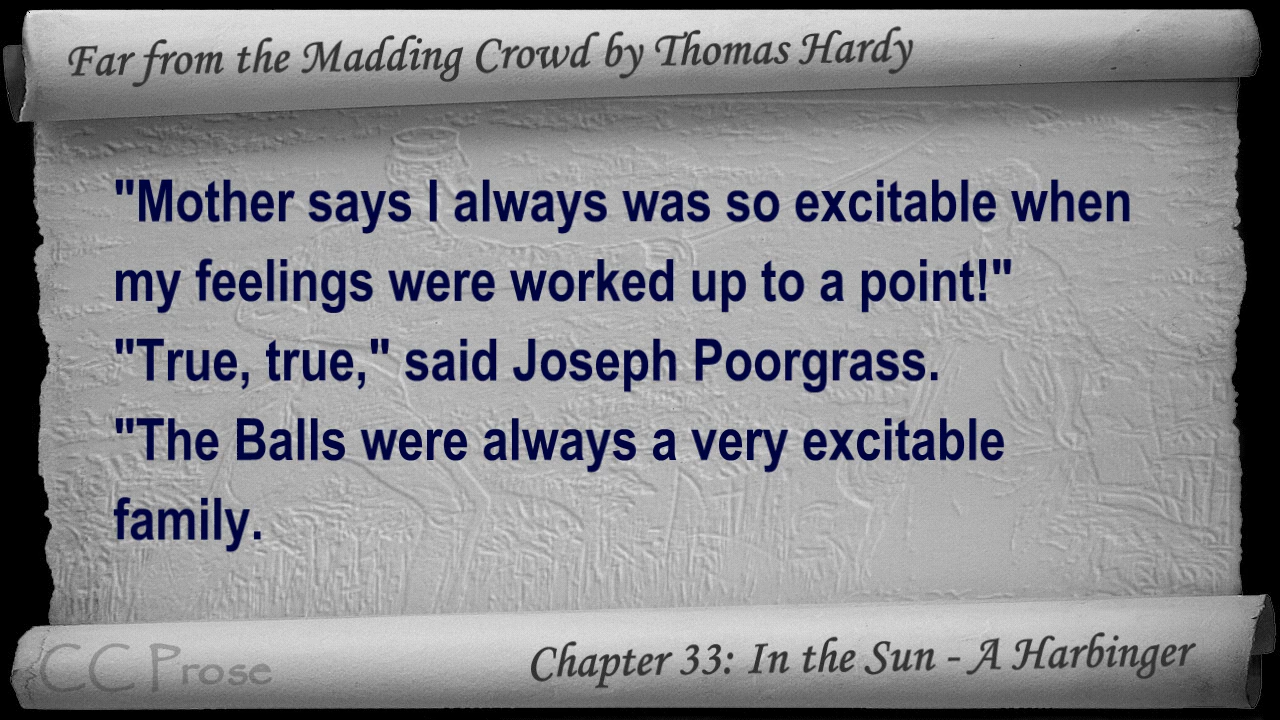 Far from the Madding Crowd by Thomas Hardy
"Mother says I always was so excitable when
my feelings were worked up to a point!"
"True, true," said Joseph Poorgrass.
"The Balls were always a very excitable
family.
CC Prose
Chapter 33: In the Sun - A Harbinger